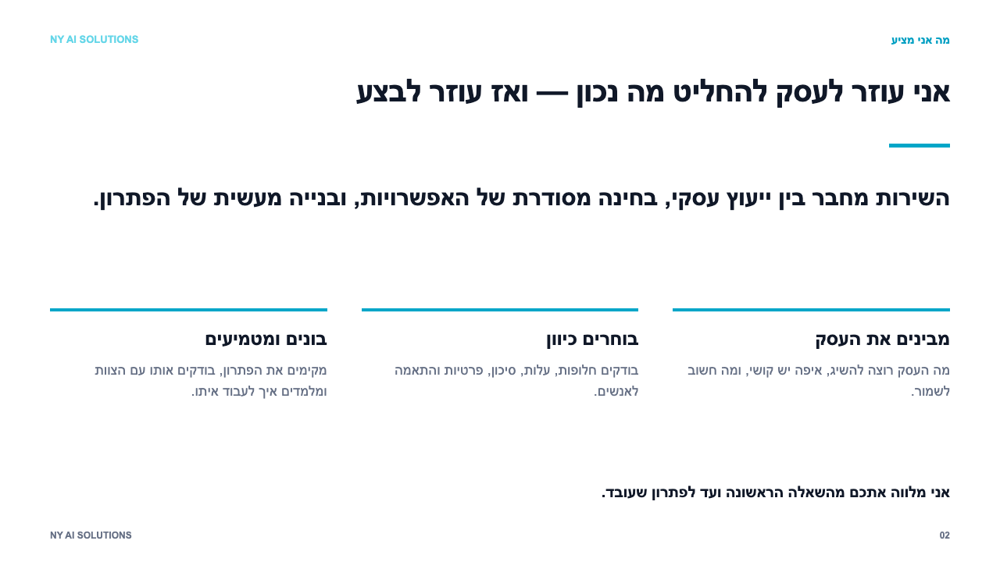 מה אני מציע
NY AI SOLUTIONS
אני עוזר לעסק להחליט מה נכון — ואז עוזר לבצע
השירות מחבר בין ייעוץ עסקי, בחינה מסודרת של האפשרויות, ובנייה מעשית של הפתרון.
מבינים את העסק
מה העסק רוצה להשיג, איפה יש קושי, ומה חשוב
לשמור.
בוחרים כיוון
בודקים חלופות, עלות, סיכון, פרטיות והתאמה
לאנשים.
בונים ומטמיעים
מקימים את הפתרון, בודקים אותו עם הצוות
ומלמדים איך לעבוד איתו.
אני מלווה אתכם מהשאלה הראשונה ועד לפתרון שעובד.
02
NY AI SOLUTIONS